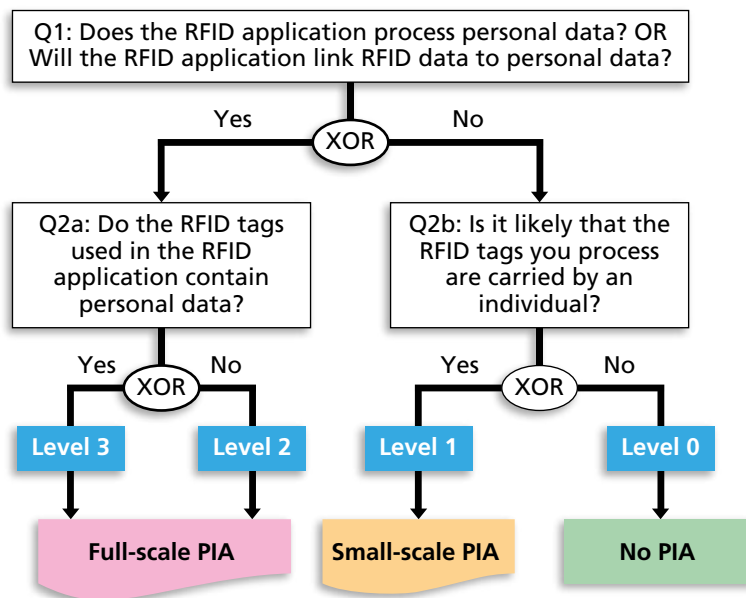 Q1: Does the RFID application process personal data? OR
Will the RFID application link RFID data to personal data?
Yes
No
XOR
Q2a: Do the RFID tags
used in the RFID
application contain
personal data?
Q2b: Is it likely that the
RFID tags you process
are carried by an
individual?
Yes
No
XOR
Yes
No
XOR
Level 3
Level 2
Level 1
Level 0
Full-scale PIA
Small-scale PIA
No PIA